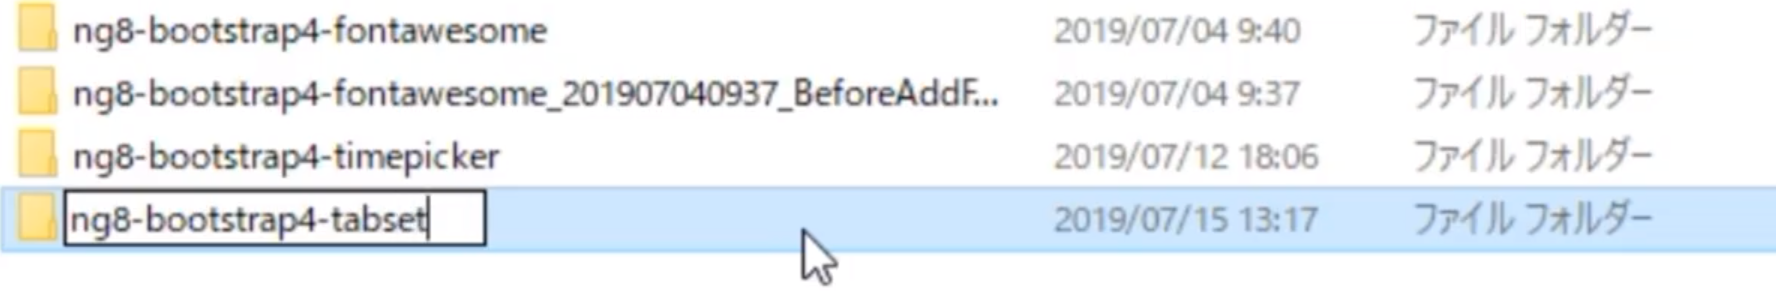 ng8-bootstrap4-fontawesome 2019/07/04 9:40 ファイル フォルダー
ng8-bootstrap4-fontawesome_201907040937_BeforeAddF... 2019/07/04 9:37 ファイル フォルダー
ng8-bootstrap4-timepicker 2019/07/12 18:06 ファイル フォルダー
ng8-bootstrap4-tabset 2019/07/15 13:17 ファイル フォルダー